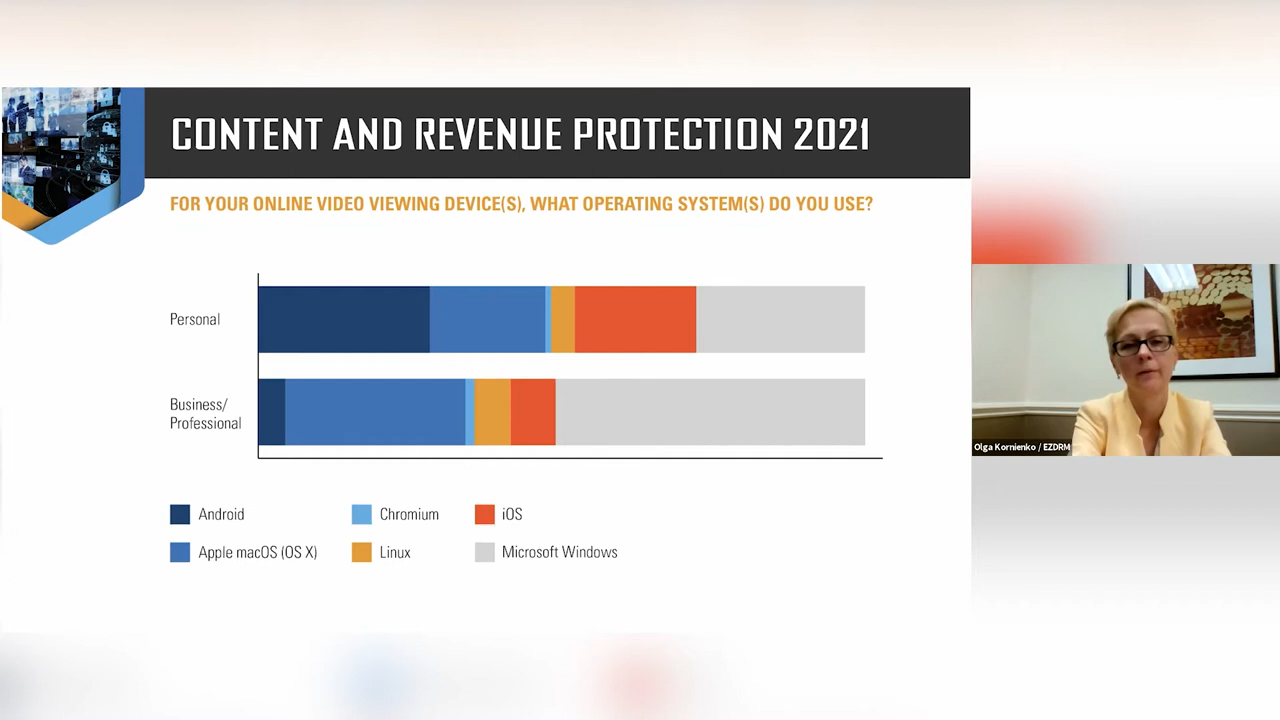 CONTENT AND REVENUE PROTECTION 2021
FOR YOUR ONLINE VIDEO VIEWING DEVICE(S), WHAT OPERATING SYSTEM(S) DO YOU USE?
Personal
Business/
Professional
Android
Chromium
iOS
Apple macOS (OS X)
Linux
Microsoft Windows
Olga Kornienko / EZDRM